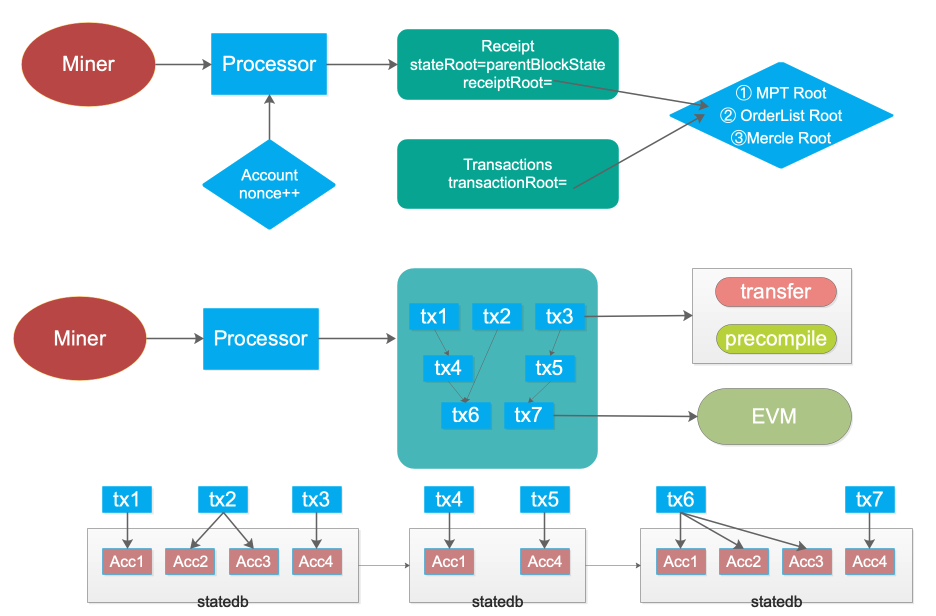 Miner
Processor
Receipt
stateRoot=parentBlockState
receiptRoot=
① MPT Root
② OrderList Root
③Mercle Root
Account
nonce++
Transactions
transactionRoot=
Miner
Processor
tx1 tx2 tx3
tx4 tx5
tx6 tx7
transfer
precompile
EVM
tx1 tx2 tx3 tx4 tx5 tx6 tx7
Acc1 Acc2 Acc3 Acc4 Acc1 Acc4 Acc1 Acc2 Acc3 Acc4
statedb statedb statedb